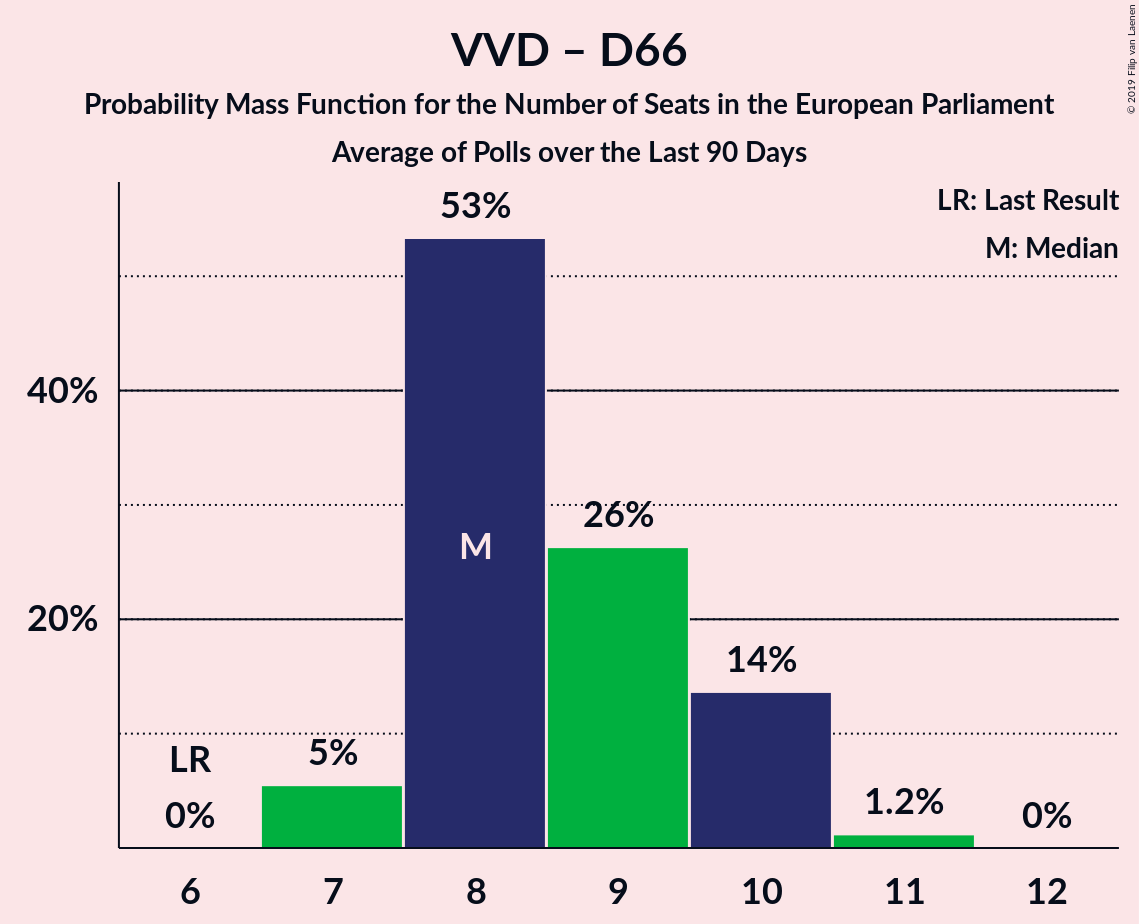 VVD – D66
Probability Mass Function for the Number of Seats in the European Parliament
Average of Polls over the Last 90 Days
© 2019 Filip van Laenen
LR: Last Result
M: Median
53%
40%
26%
M
20%
14%
LR
5%
1.2%
0%
0%
6 7 8 9 10 11 12